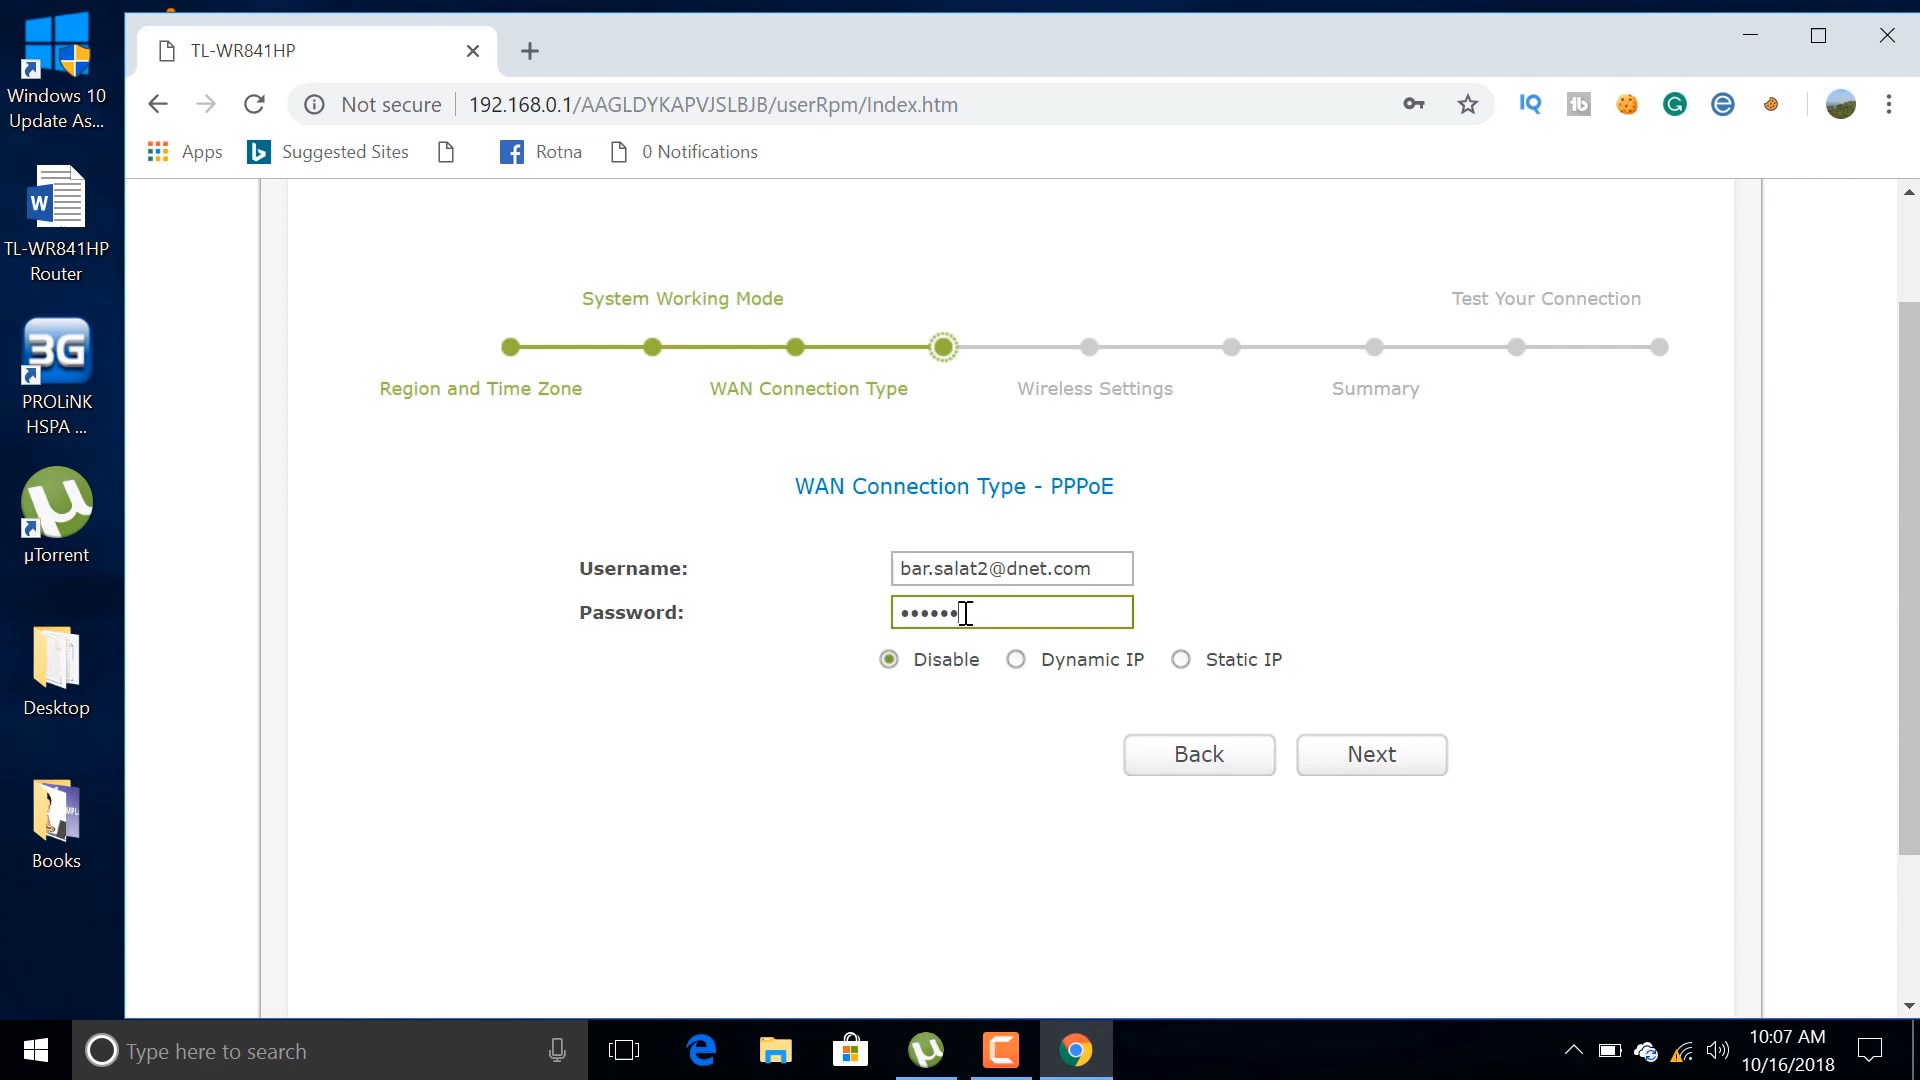 Windows 10
Update As...
TL-WR841HP
Router
3G
PROLiNK
HSPA ...
µTorrent
Desktop
Books
TL-WR841HP
Not secure
192.168.0.1/AAGLDYKAPVJSLBJB/userRpm/Index.htm
IQ
Apps
Suggested Sites
Rotna
0 Notifications
System Working Mode
Test Your Connection
Region and Time Zone
WAN Connection Type
Wireless Settings
Summary
WAN Connection Type - PPPoE
Username:
bar.salat2@dnet.com
Password:
••••••
Disable
Dynamic IP
Static IP
Back
Next
Type here to search
10:07 AM
10/16/2018